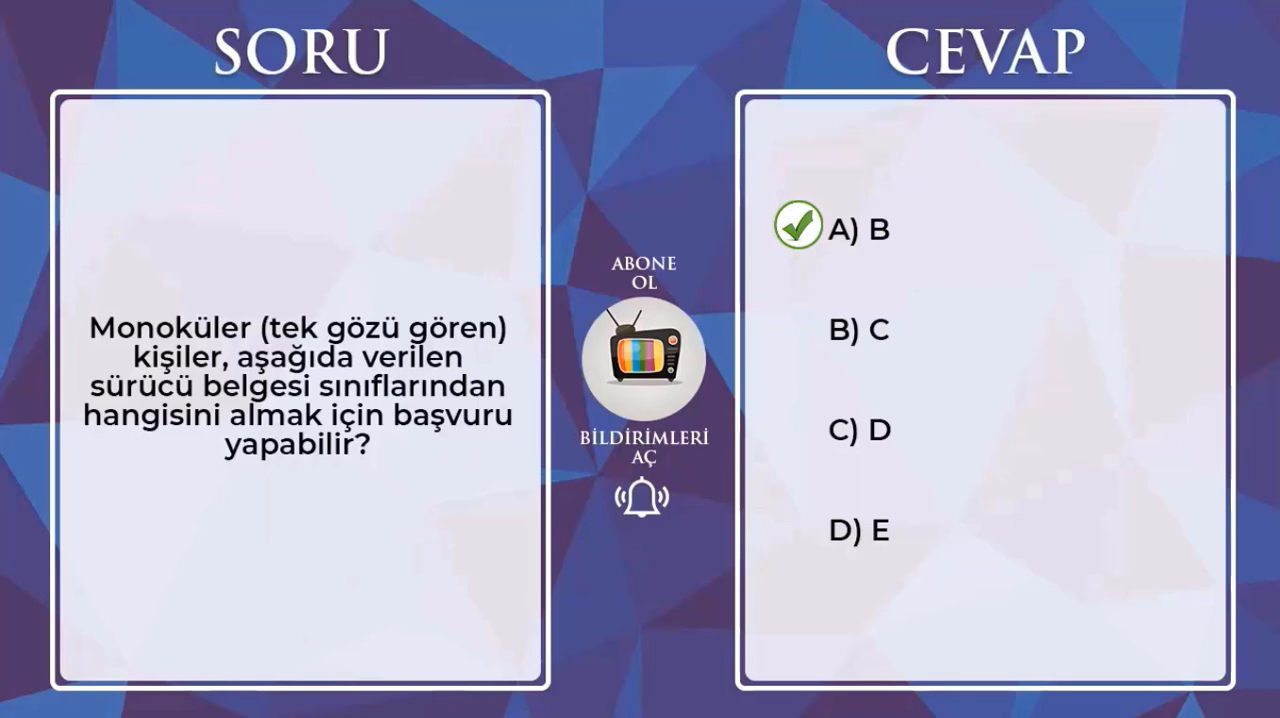 SORU
Monoküler (tek gözü gören)
kişiler, aşağıda verilen
sürücü belgesi sınıflarından
hangisini almak için başvuru
yapabilir?
ABONE
OL
BİLDİRİMLERİ
AÇ
CEVAP
A) B
B) C
C) D
D) E